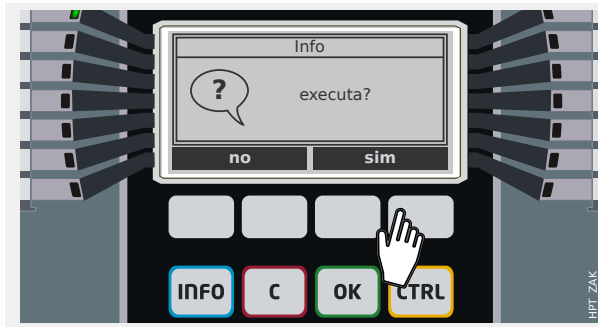 Info
?
executa?
no sim
INFO C OK CTRL
HPT ZAK